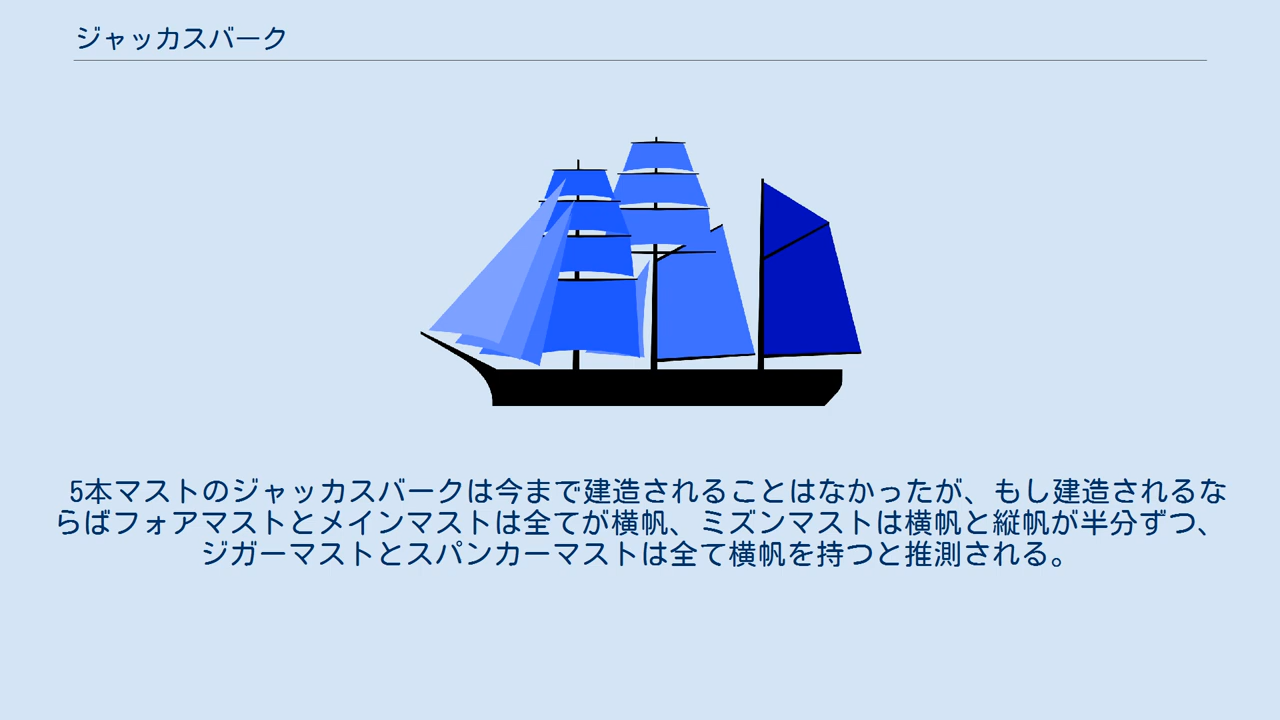 ジャッカスバーク
5本マストのジャッカスバークは今まで建造されることはなかったが、もし建造されるな
らばフォアマストとメインマストは全てが横帆、ミズンマストは横帆と縦帆が半分ずつ、
ジガーマストとスパンカーマストは全て横帆を持つと推測される。